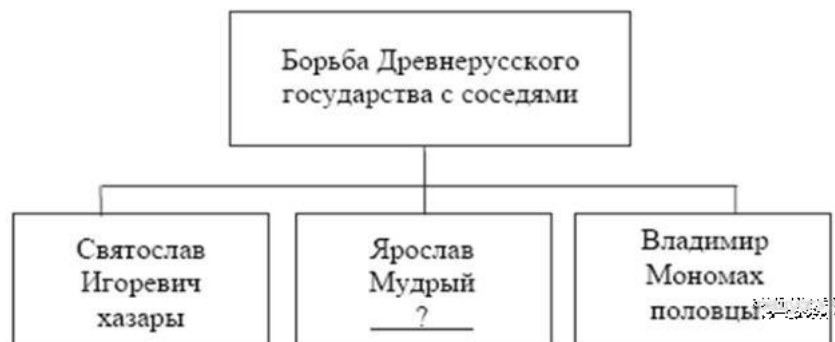 Борьба Древнерусского
государства с соседями
Святослав
Игоревич
хазары
Ярослав
Мудрый
?
Владимир
Мономах
половцы